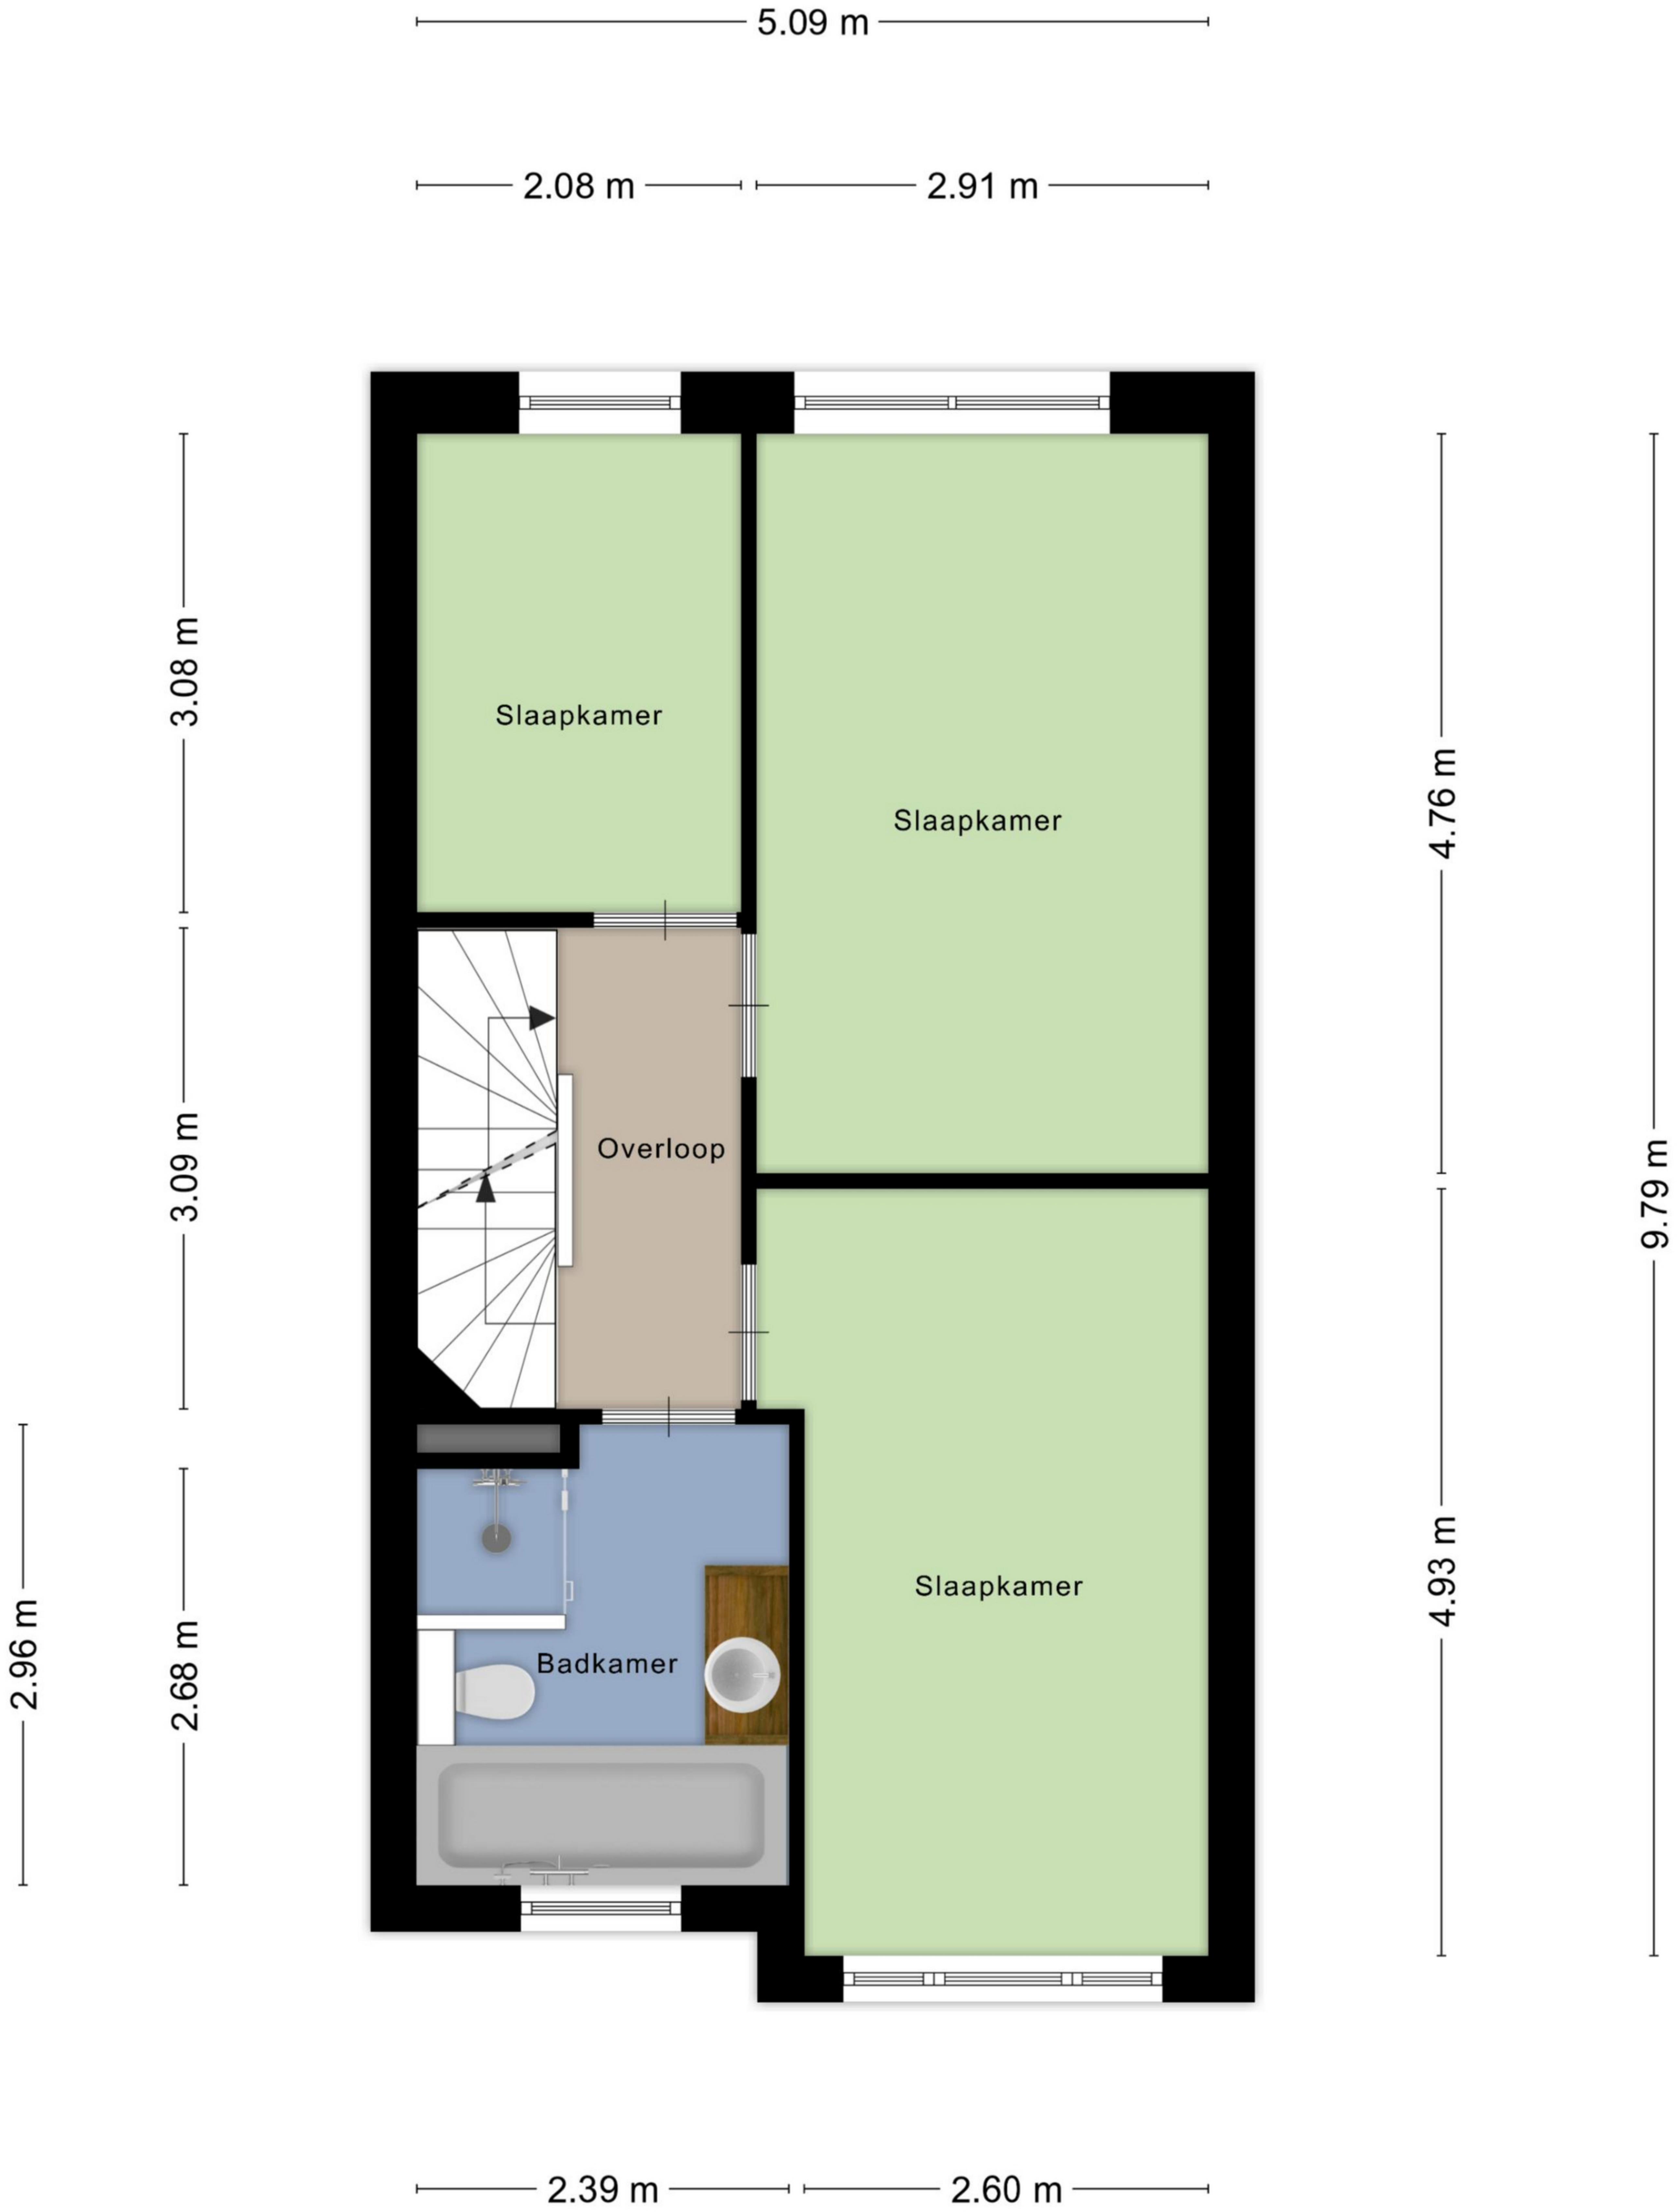 5.09 m
2.08 m
2.91 m
3.08 m
Slaapkamer
Slaapkamer
4.76 m
3.09 m
Overloop
9.79 m
Slaapkamer
4.93 m
2.96 m
2.68 m
Badkamer
2.39 m
2.60 m